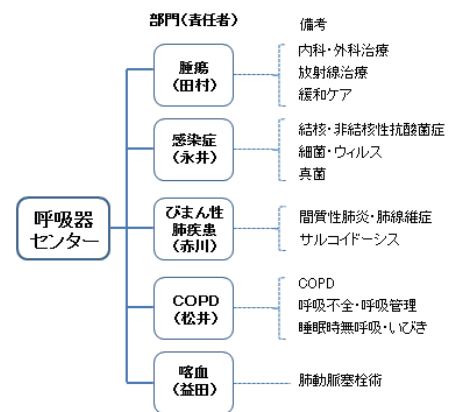 部門(責任者)
備考
呼吸器
センター
腫瘍
(田村)
内科・外科治療
放射線治療
緩和ケア
感染症
(永井)
結核・非結核性抗酸菌症
細菌・ウィルス
真菌
びまん性
肺疾患
(赤川)
間質性肺炎・肺線維症
サルコイドーシス
COPD
(松井)
COPD
呼吸不全・呼吸管理
睡眠時無呼吸・いびき
喀血
(益田)
肺動脈塞栓術